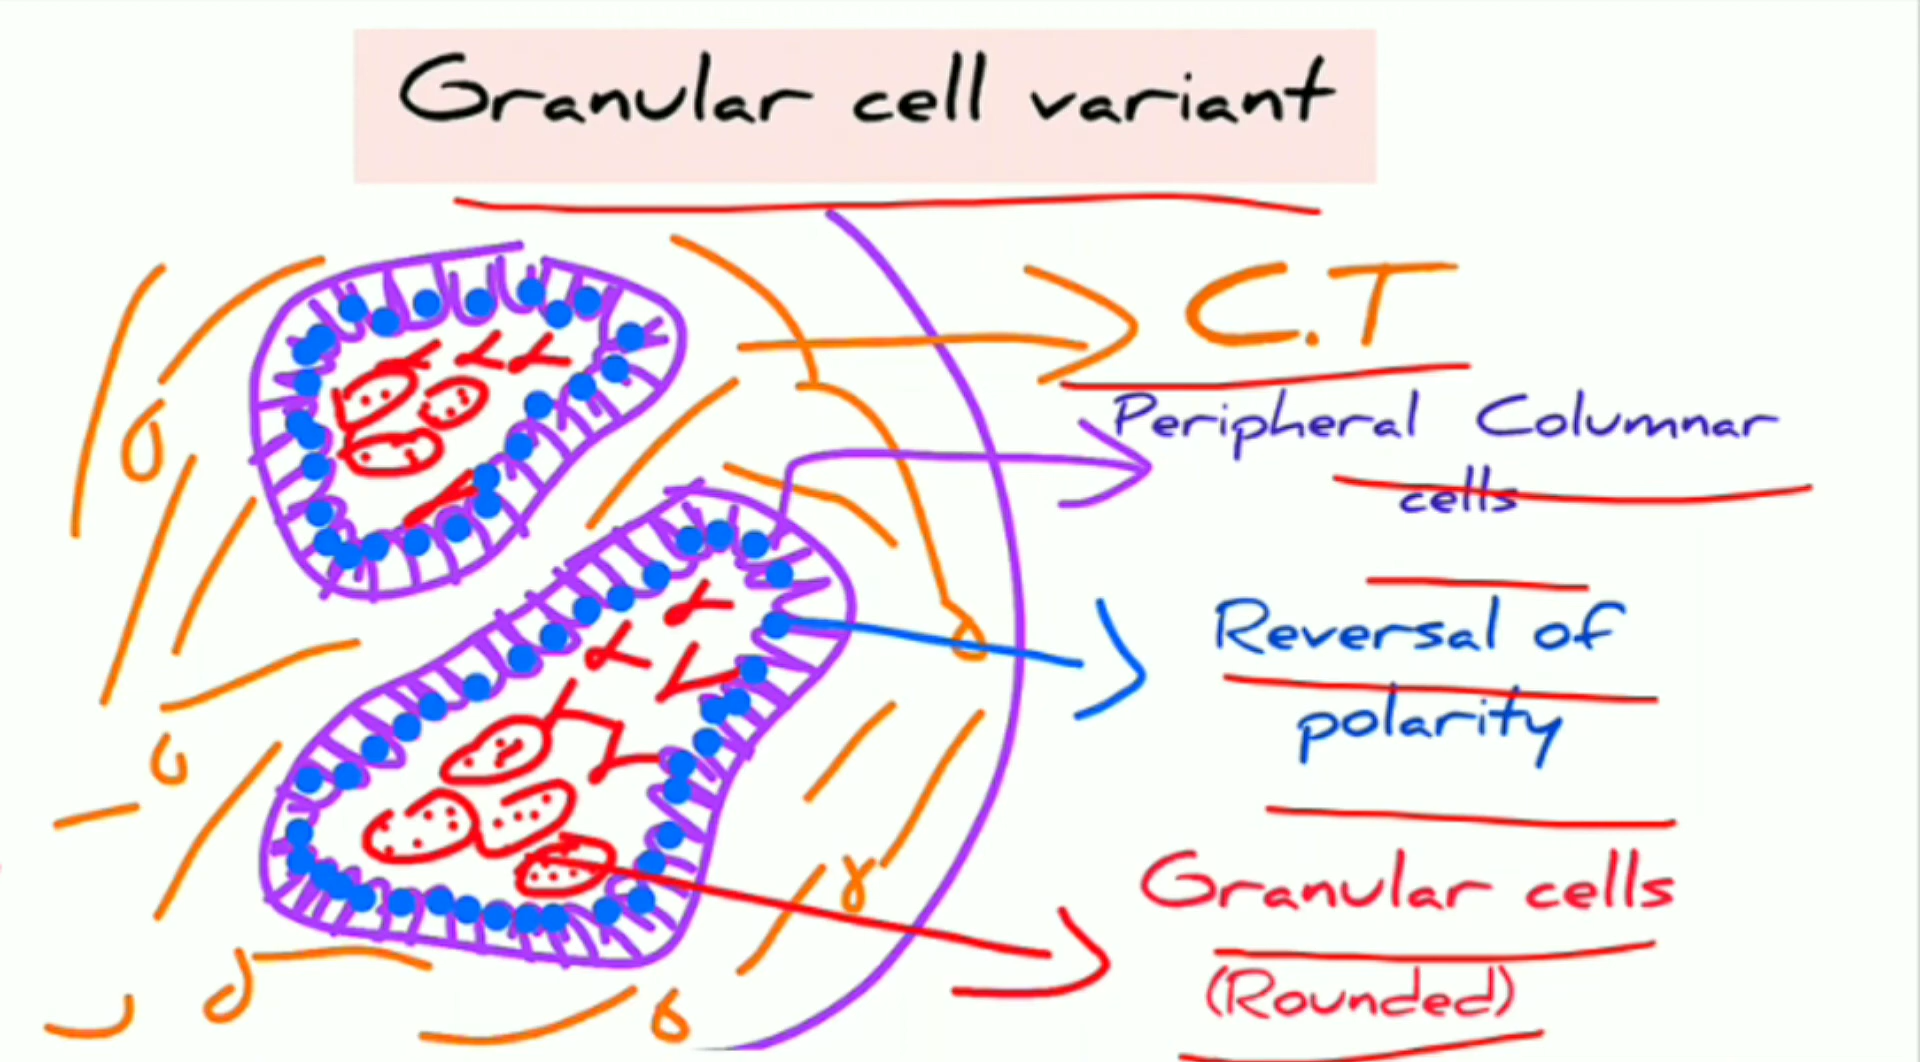 Granular cell variant
C.T
Peripheral Columnar
cells
Reversal of
polarity
Granular cells
(Rounded)